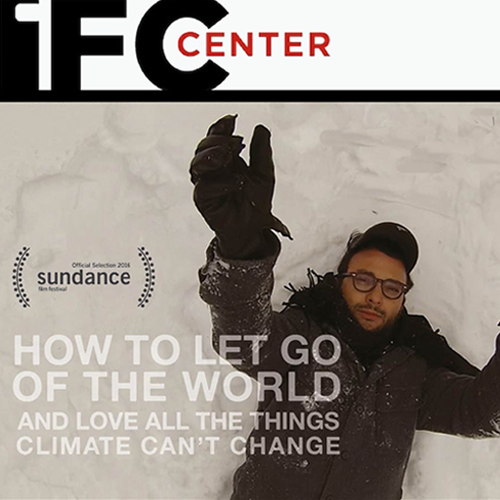 iFC
CENTER
Official Selection 2016
sundance
film festival
HOW TO LET GO
OF THE WORLD
AND LOVE ALL THE THINGS
CLIMATE CAN'T CHANGE